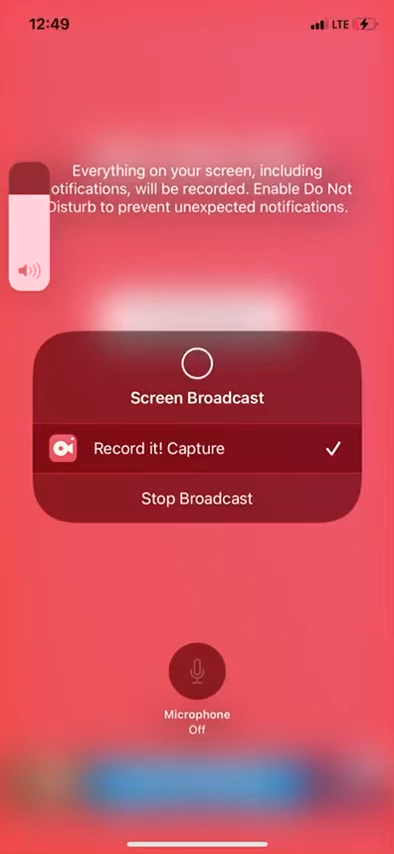 12:49
LTE
Everything on your screen, including
otifications, will be recorded. Enable Do Not
Disturb to prevent unexpected notifications.
Screen Broadcast
Record it! Capture
Stop Broadcast
Microphone
Off